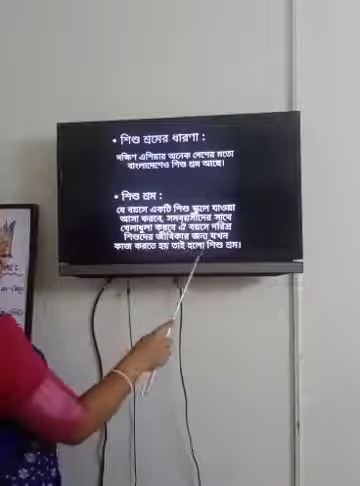 • শিশু শ্রমের ধারণা :
দক্ষিণ এশিয়ার অনেক দেশের মতো
বাংলাদেশেও শিশু শ্রম আছে।
• শিশু শ্রম :
যে বয়সে একটি শিশু স্কুলে যাওয়া
আসা করবে, সমবয়সীদের সাথে
খেলাধুলা করবে ঐ বয়সে দরিদ্র
শিশুদের জীবিকার জন্য যখন
কাজ করতে হয় তাই হলো শিশু শ্রম।